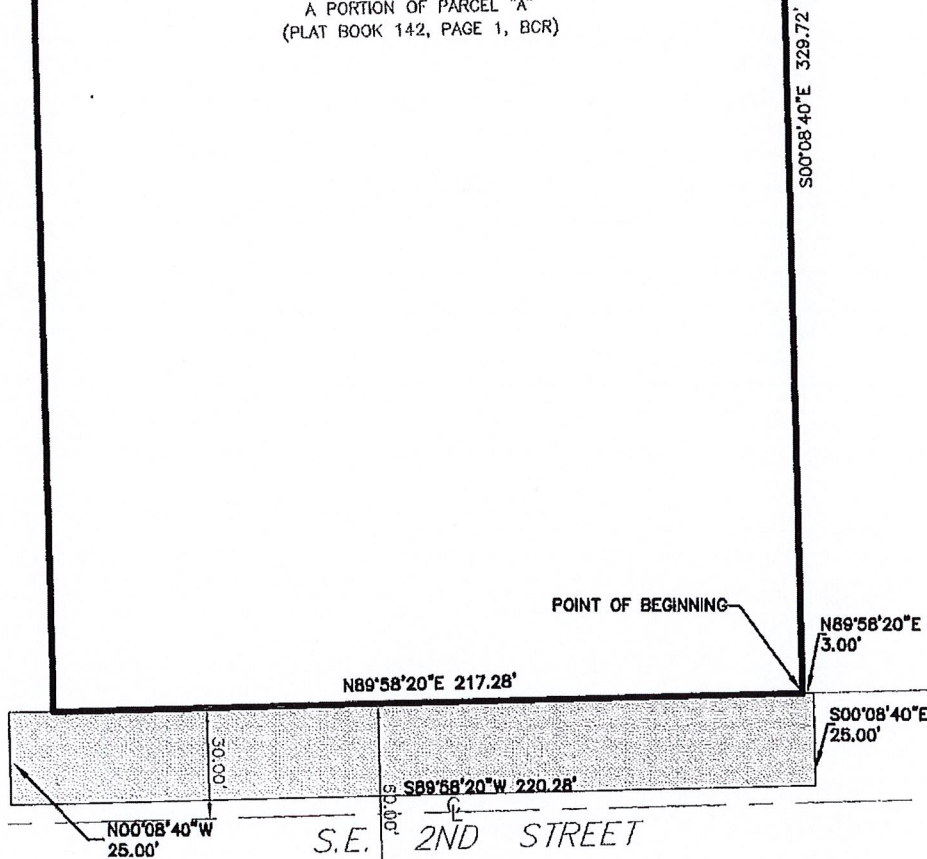 A PORTION OF PARCEL "A"
(PLAT BOOK 142, PAGE 1, BCR)
S00°08'40"E 329.72'
POINT OF BEGINNING
N89°58'20"E
3.00'
N89°58'20"E 217.28'
S00°08'40"E
25.00'
30.00'
S89°58'20"W 220.28'
60.00'
CL
N00°08'40"W
25.00'
S.E. 2ND STREET